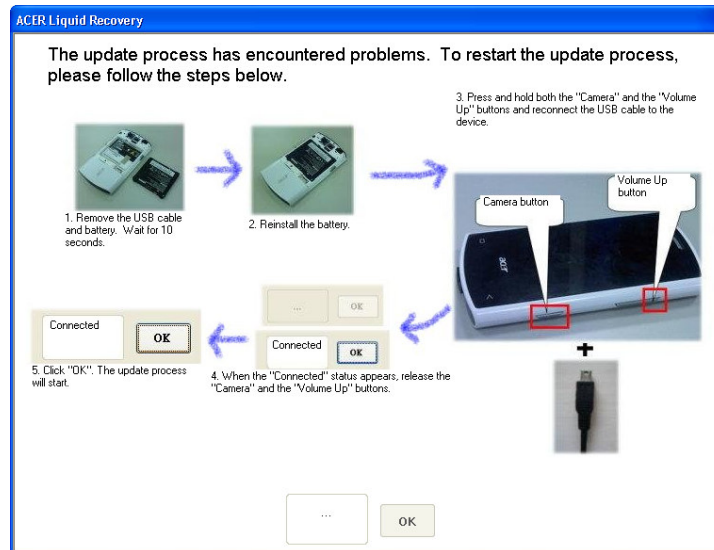 ACER Liquid Recovery
The update process has encountered problems.  To restart the update process,
please follow the steps below.
1. Remove the USB cable
and battery.  Wait for 10
seconds.
2. Reinstall the battery.
3. Press and hold both the "Camera" and the "Volume
Up" buttons and reconnect the USB cable to the
device.
Camera button
Volume Up
button
acer
...
OK
Connected
OK
4. When the "Connected" status appears, release the
"Camera" and the "Volume Up" buttons.
Connected
OK
5. Click "OK". The update process
will start.
...
OK